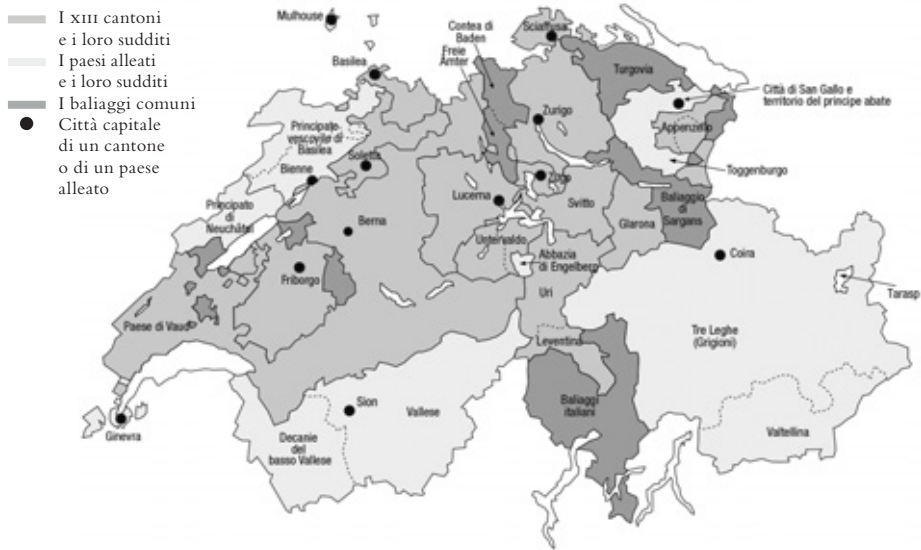 I XIII cantoni
e i loro sudditi
I paesi alleati
e i loro sudditi
I baliaggi comuni
Città capitale
di un cantone
o di un paese
alleato
Mulhouse
Contea di
Baden
Freie
Ämter
Sciaffusa
Basilea
Turgovia
Città di San Gallo e
territorio del principe abate
Zurigo
Appenzello
Principato
vescovile di
Basilea
Soletta
Bienne
Toggenburgo
Zugo
Lucerna
Svitto
Baliaggio
di
Sargans
Glarona
Principato
di
Neuchâtel
Berna
Untervaldo
Abbazia
di Engelberg
Coira
Friborgo
Uri
Tarasp
Paese di Vaud
Leventina
Tre Leghe
(Grigioni)
Sion
Vallese
Baliaggi
italiani
Ginevra
Decanie
del
basso Vallese
Valtellina